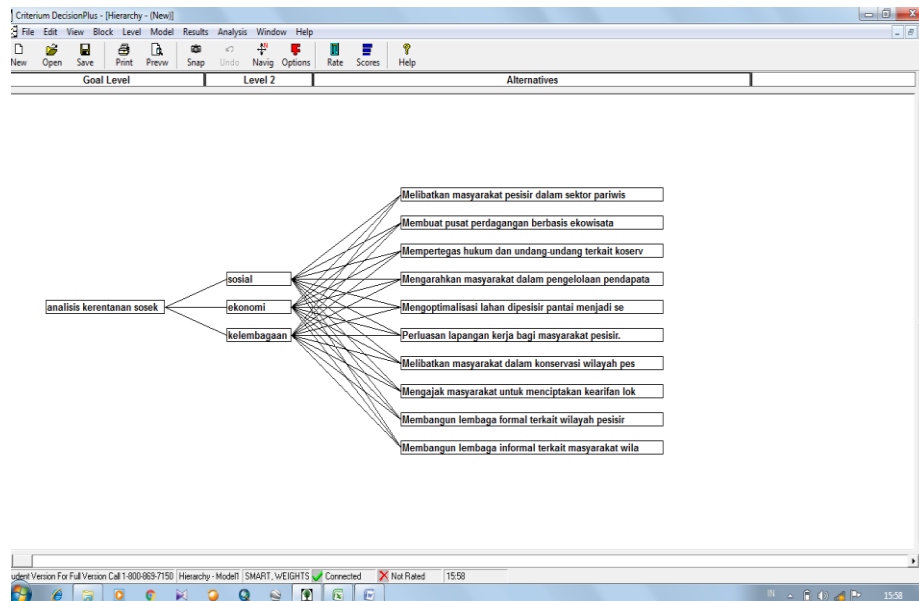 Criterium DecisionPlus - [Hierarchy - (New)]
File Edit View Block Level Model Results Analysis Window Help
New Open Save Print Prevw Snap Undo Navig Options Rate Scores Help
Goal Level Level 2 Alternatives
Melibatkan masyarakat pesisir dalam sektor pariwis
Membuat pusat perdagangan berbasis ekowisata
Mempertegas hukum dan undang-undang terkait koserv
sosial
Mengarahkan masyarakat dalam pengelolaan pendapata
analisis kerentanan sosek
ekonomi
Mengoptimalisasi lahan dipesisir pantai menjadi se
kelembagaan
Perluasan lapangan kerja bagi masyarakat pesisir.
Melibatkan masyarakat dalam konservasi wilayah pes
Mengajak masyarakat untuk menciptakan kearifan lok
Membangun lembaga formal terkait wilayah pesisir
Membangun lembaga informal terkait masyarakat wila
udent Version For Full Version Call 1-800-869-7150 Hierarchy - Model1 SMART, WEIGHTS Connected Not Rated 15:58
IN 15:58